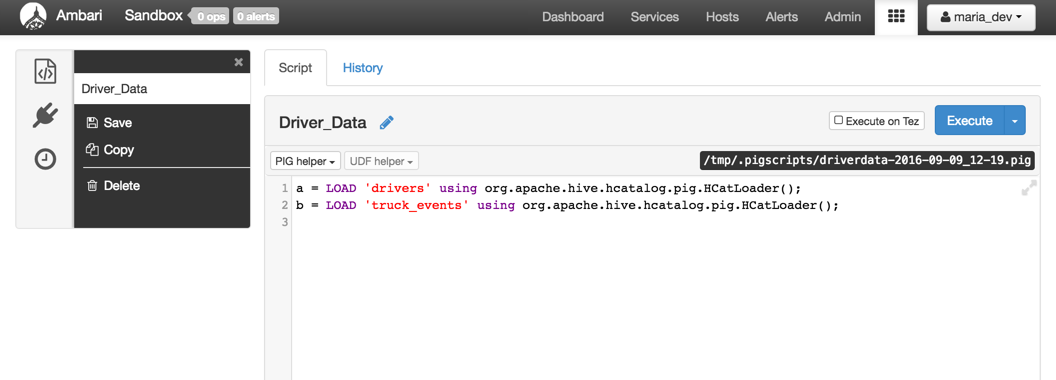 Ambari Sandbox 0 ops 0 alerts Dashboard Services Hosts Alerts Admin maria_dev
Driver_Data
Save
Copy
Delete
Script History
Driver_Data Execute on Tez Execute
PIG helper UDF helper /tmp/.pigscripts/driverdata-2016-09-09_12-19.pig
1 a = LOAD 'drivers' using org.apache.hive.hcatalog.pig.HCatLoader();
2 b = LOAD 'truck_events' using org.apache.hive.hcatalog.pig.HCatLoader();
3